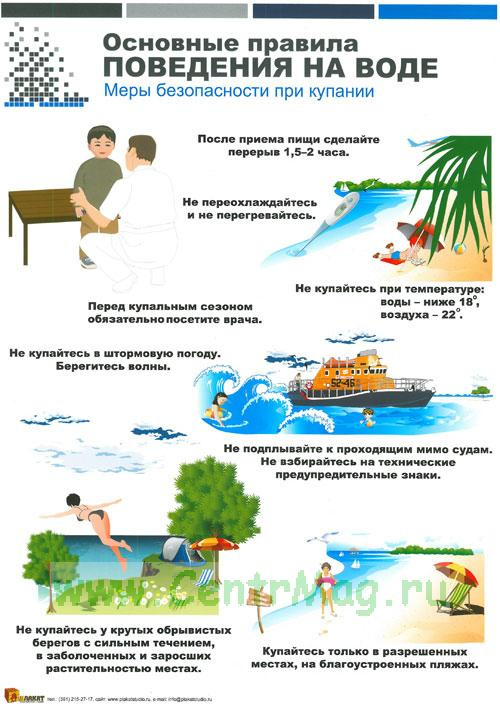 Основные правила
ПОВЕДЕНИЯ НА ВОДЕ
Меры безопасности при купании
После приема пищи сделайте
перерыв 1,5–2 часа.
Не переохлаждайтесь
и не перегревайтесь.
Не купайтесь при температуре:
воды – ниже 18°,
воздуха – 22°.
Перед купальным сезоном
обязательно посетите врача.
Не купайтесь в штормовую погоду.
Берегитесь волны.
52-46
Не подплывайте к проходящим мимо судам.
Не взбирайтесь на технические
предупредительные знаки.
www.CentrMag.ru
Не купайтесь у крутых обрывистых
берегов с сильным течением,
в заболоченных и заросших
растительностью местах.
Купайтесь только в разрешенных
местах, на благоустроенных пляжах.
ПЛАКАТ тел.: (391) 215-27-17, сайт: www.plakatstudio.ru, e-mail: info@plakatstudio.ru